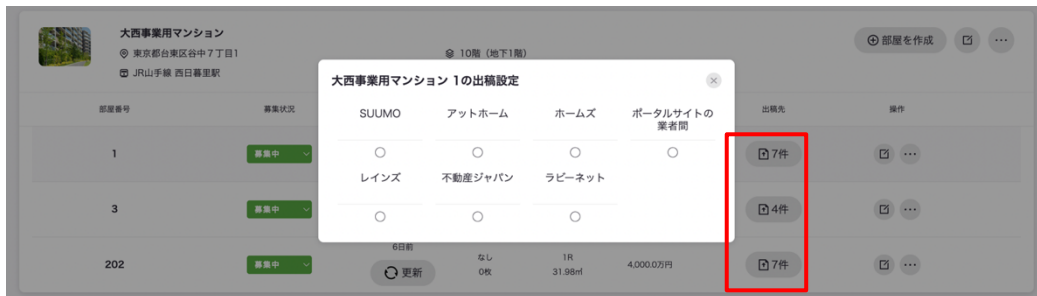 大西事業用マンション
東京都台東区谷中7丁目1
10階（地下1階）
JR山手線 西日暮里駅
部屋を作成
大西事業用マンション 1の出稿設定
部屋番号
募集状況
出稿先
操作
SUUMO
アットホーム
ホームズ
ポータルサイトの
業者間
1
募集中
7件
レインズ
不動産ジャパン
ラビーネット
3
募集中
4件
202
募集中
6日前
更新
なし
0枚
1R
31.98㎡
4,000.0万円
7件